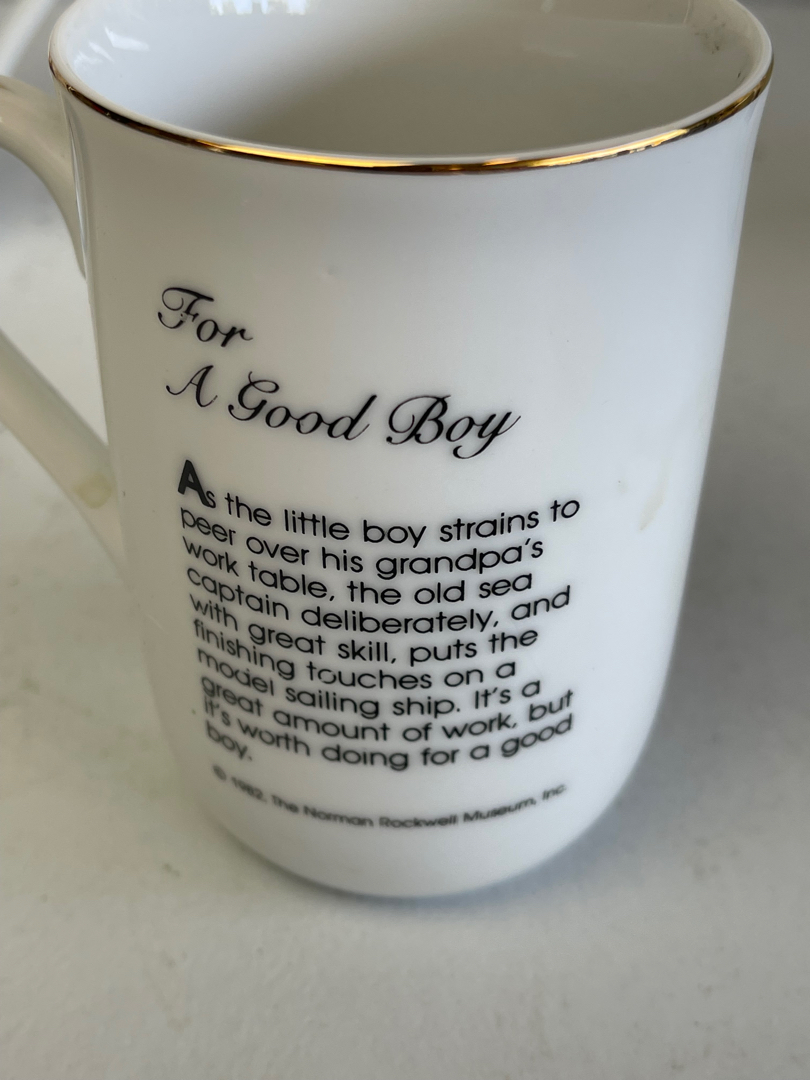 For
A Good Boy
As the little boy strains to
peer over his grandpa's
work table, the old sea
captain deliberately, and
with great skill, puts the
finishing touches on a
model sailing ship. It's a
great amount of work, but
it's worth doing for a good
boy.
© 1982, The Norman Rockwell Museum, Inc.